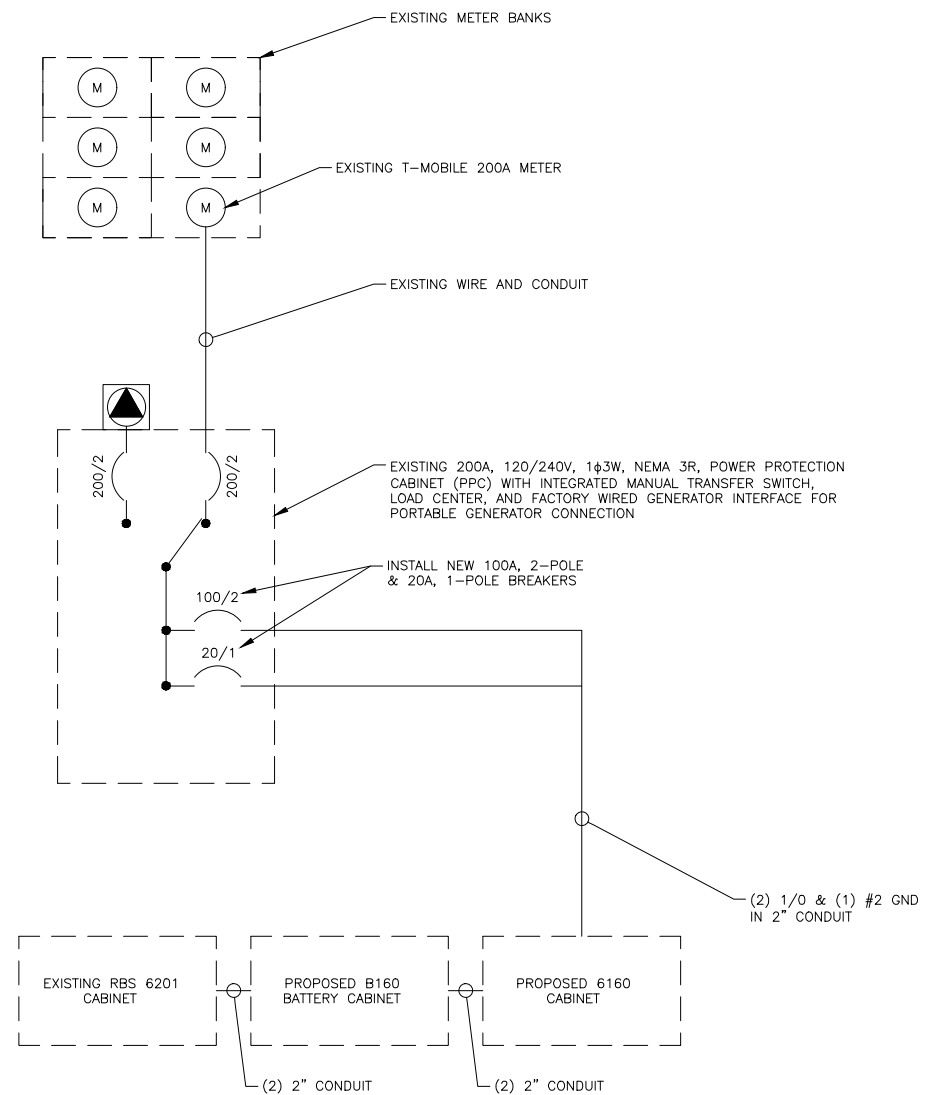 EXISTING METER BANKS
M
M
M
M
EXISTING T-MOBILE 200A METER
M
M
EXISTING WIRE AND CONDUIT
200/2
200/2
EXISTING 200A, 120/240V, 1ϕ3W, NEMA 3R, POWER PROTECTION
CABINET (PPC) WITH INTEGRATED MANUAL TRANSFER SWITCH,
LOAD CENTER, AND FACTORY WIRED GENERATOR INTERFACE FOR
PORTABLE GENERATOR CONNECTION
INSTALL NEW 100A, 2-POLE
& 20A, 1-POLE BREAKERS
100/2
20/1
(2) 1/0 & (1) #2 GND
IN 2" CONDUIT
EXISTING RBS 6201
CABINET
PROPOSED B160
BATTERY CABINET
PROPOSED 6160
CABINET
(2) 2" CONDUIT
(2) 2" CONDUIT